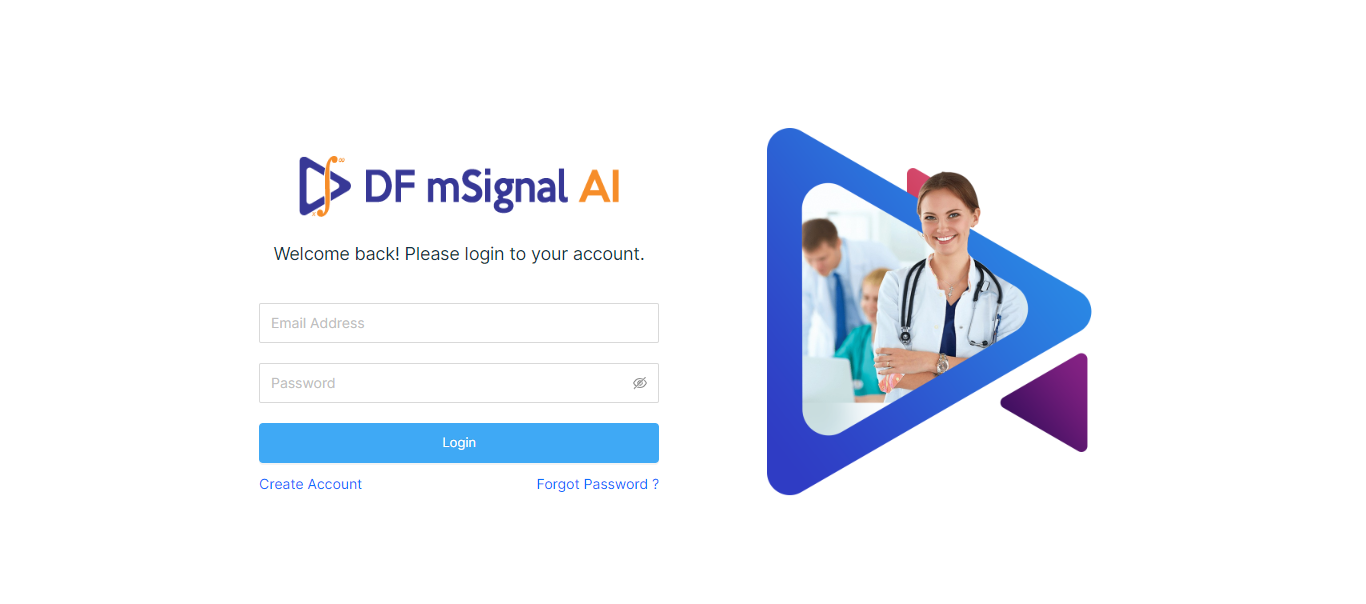 DF mSignal AI
Welcome back! Please login to your account.
Email Address
Password
Login
Create Account
Forgot Password ?